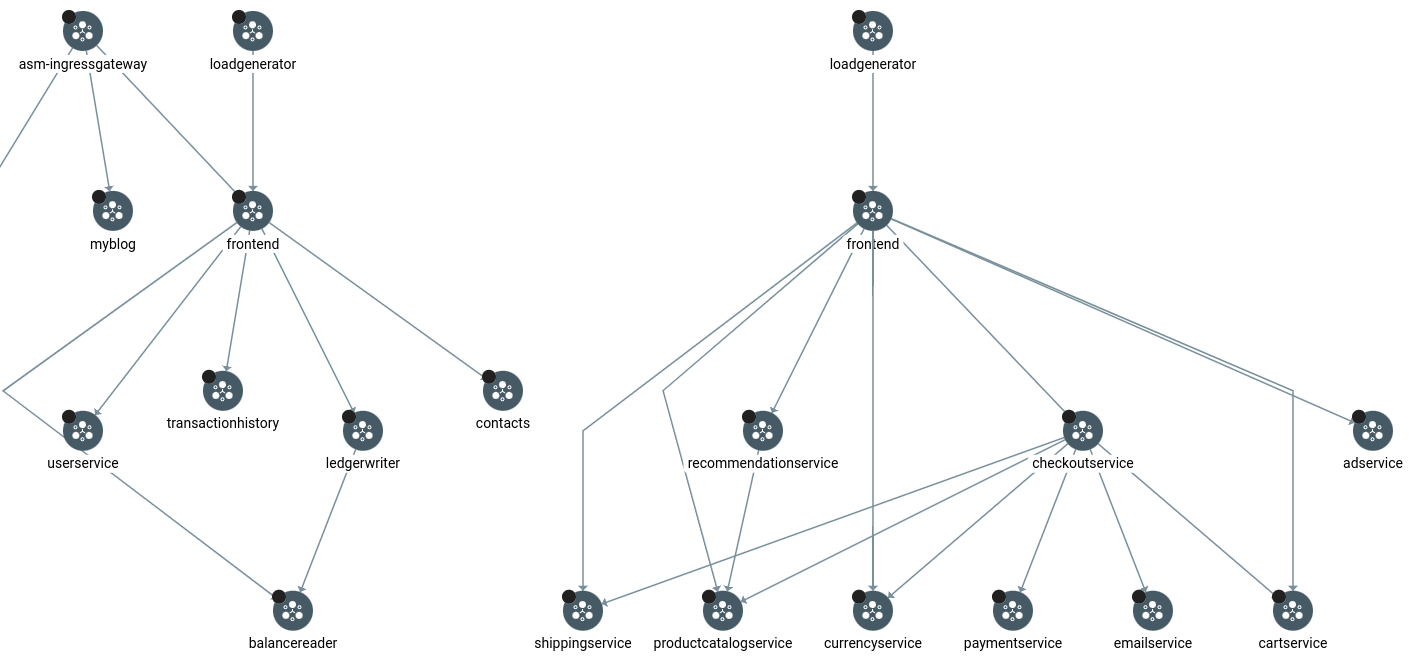 asm-ingressgateway
loadgenerator
loadgenerator
myblog
frontend
frontend
transactionhistory
contacts
userservice
ledgerwriter
recommendationservice
checkoutservice
adservice
balancereader
shippingservice
productcatalogservice
currencyservice
paymentservice
emailservice
cartservice